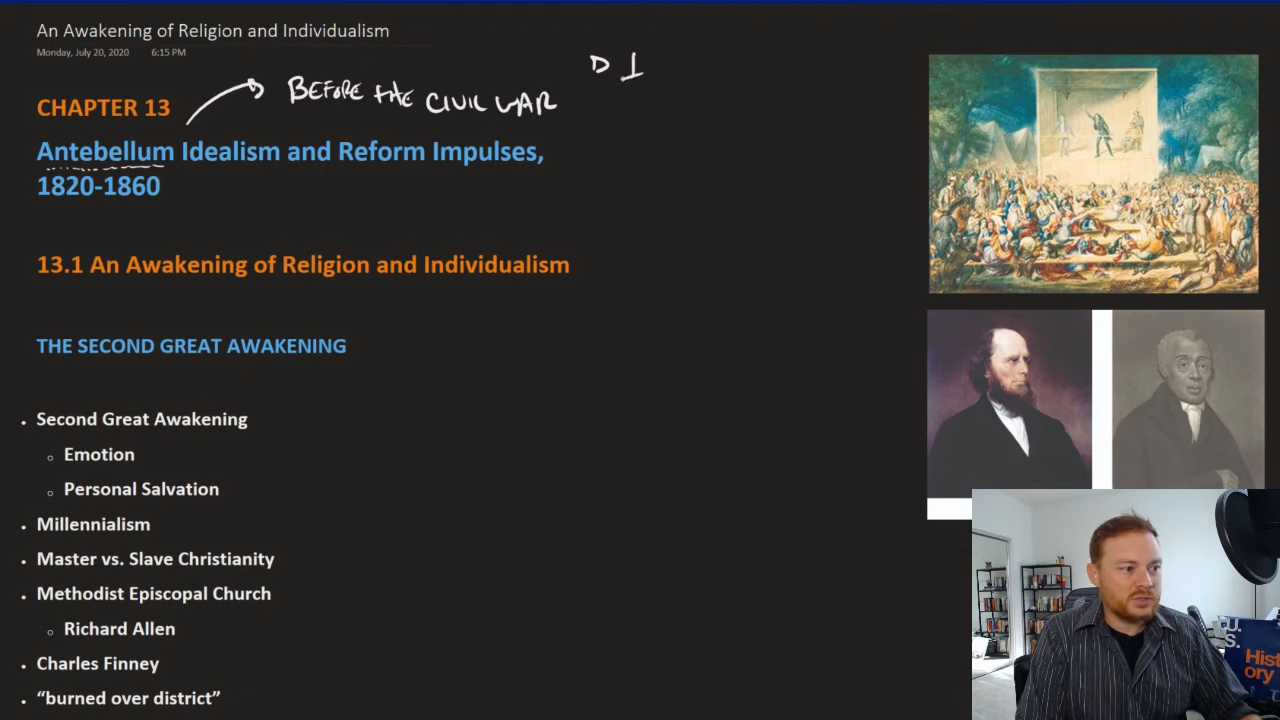 An Awakening of Religion and Individualism
Monday, July 20, 2020 6:15 PM
D I
BEFORE THE CIVIL WAR
CHAPTER 13
Antebellum Idealism and Reform Impulses,
1820-1860
13.1 An Awakening of Religion and Individualism
THE SECOND GREAT AWAKENING
. Second Great Awakening
o Emotion
o Personal Salvation
. Millennialism
. Master vs. Slave Christianity
. Methodist Episcopal Church
o Richard Allen
. Charles Finney
. “burned over district”
U.
S.
Hist
ory